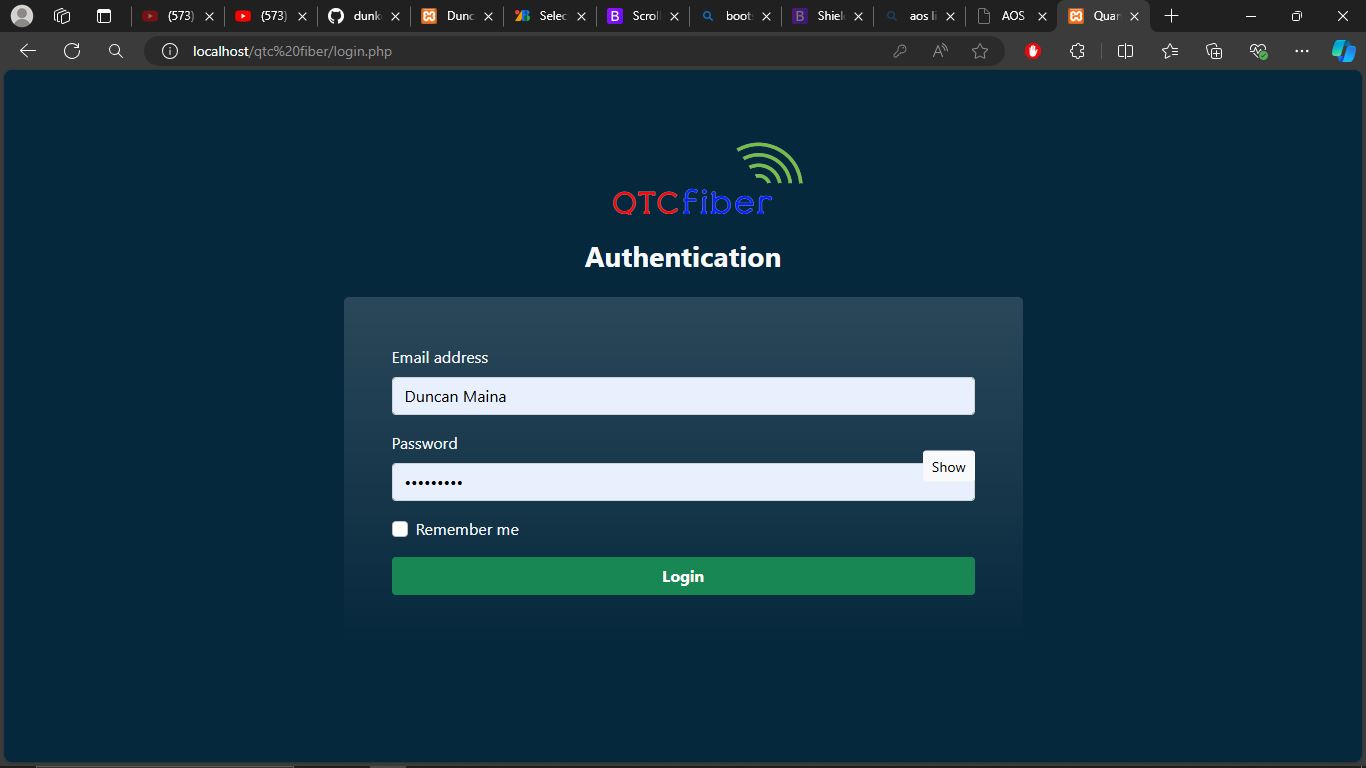 (573)
(573)
dunk
Dunc
Selec
Scroll
boot
Shiel
aos li
AOS
Quan
localhost/qtc%20fiber/login.php
QTCfiber
Authentication
Email address
Duncan Maina
Password
Show
Remember me
Login